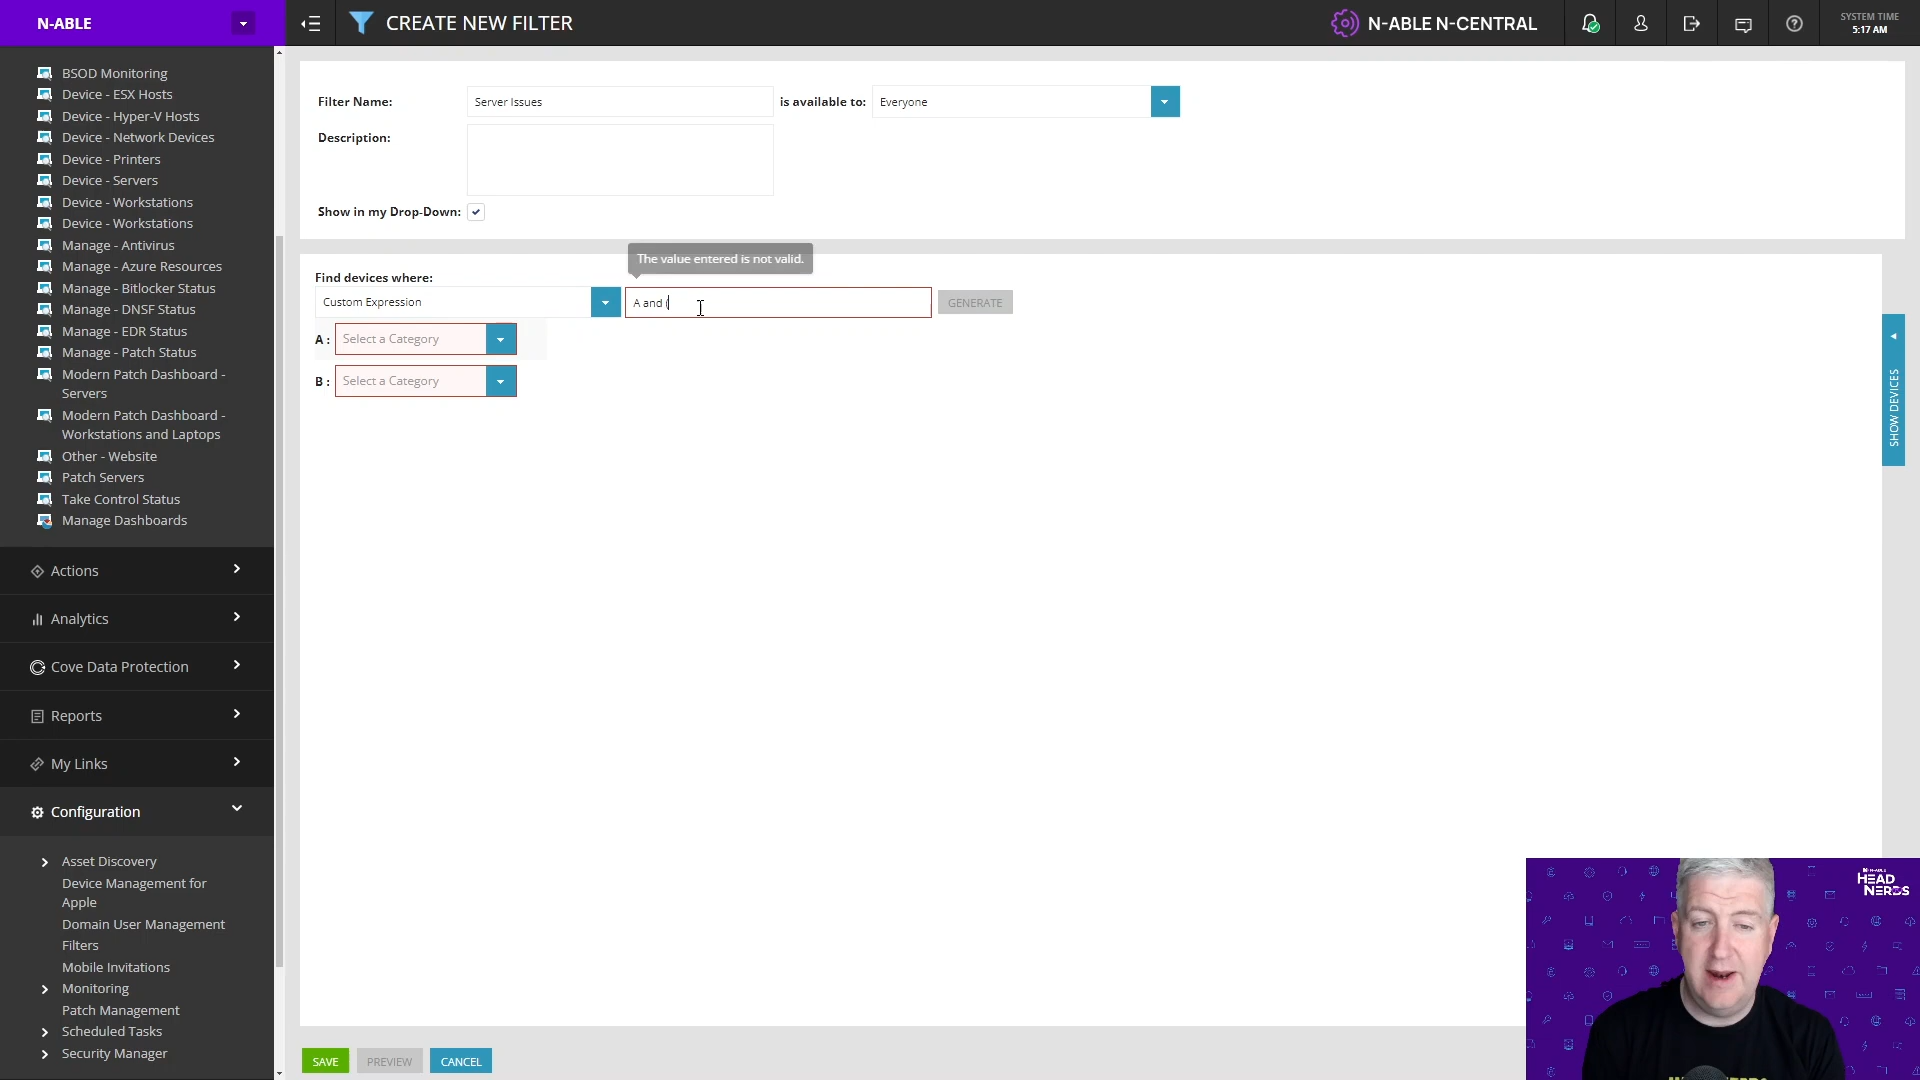 N-ABLE
CREATE NEW FILTER
N-ABLE N-CENTRAL
SYSTEM TIME
5:17 AM
BSOD Monitoring
Device - ESX Hosts
Device - Hyper-V Hosts
Device - Network Devices
Device - Printers
Device - Servers
Device - Workstations
Device - Workstations
Manage - Antivirus
Manage - Azure Resources
Manage - Bitlocker Status
Manage - DNSF Status
Manage - EDR Status
Manage - Patch Status
Modern Patch Dashboard -
Servers
Modern Patch Dashboard -
Workstations and Laptops
Other - Website
Patch Servers
Take Control Status
Manage Dashboards
Actions
Analytics
Cove Data Protection
Reports
My Links
Configuration
Asset Discovery
Device Management for
Apple
Domain User Management
Filters
Mobile Invitations
Monitoring
Patch Management
Scheduled Tasks
Security Manager
Filter Name:
Server Issues
is available to:
Everyone
Description:
Show in my Drop-Down:
The value entered is not valid.
Find devices where:
Custom Expression
A and (
GENERATE
A :
Select a Category
B :
Select a Category
SHOW DEVICES
SAVE
PREVIEW
CANCEL
N-ABLE
HEAD
NERDS